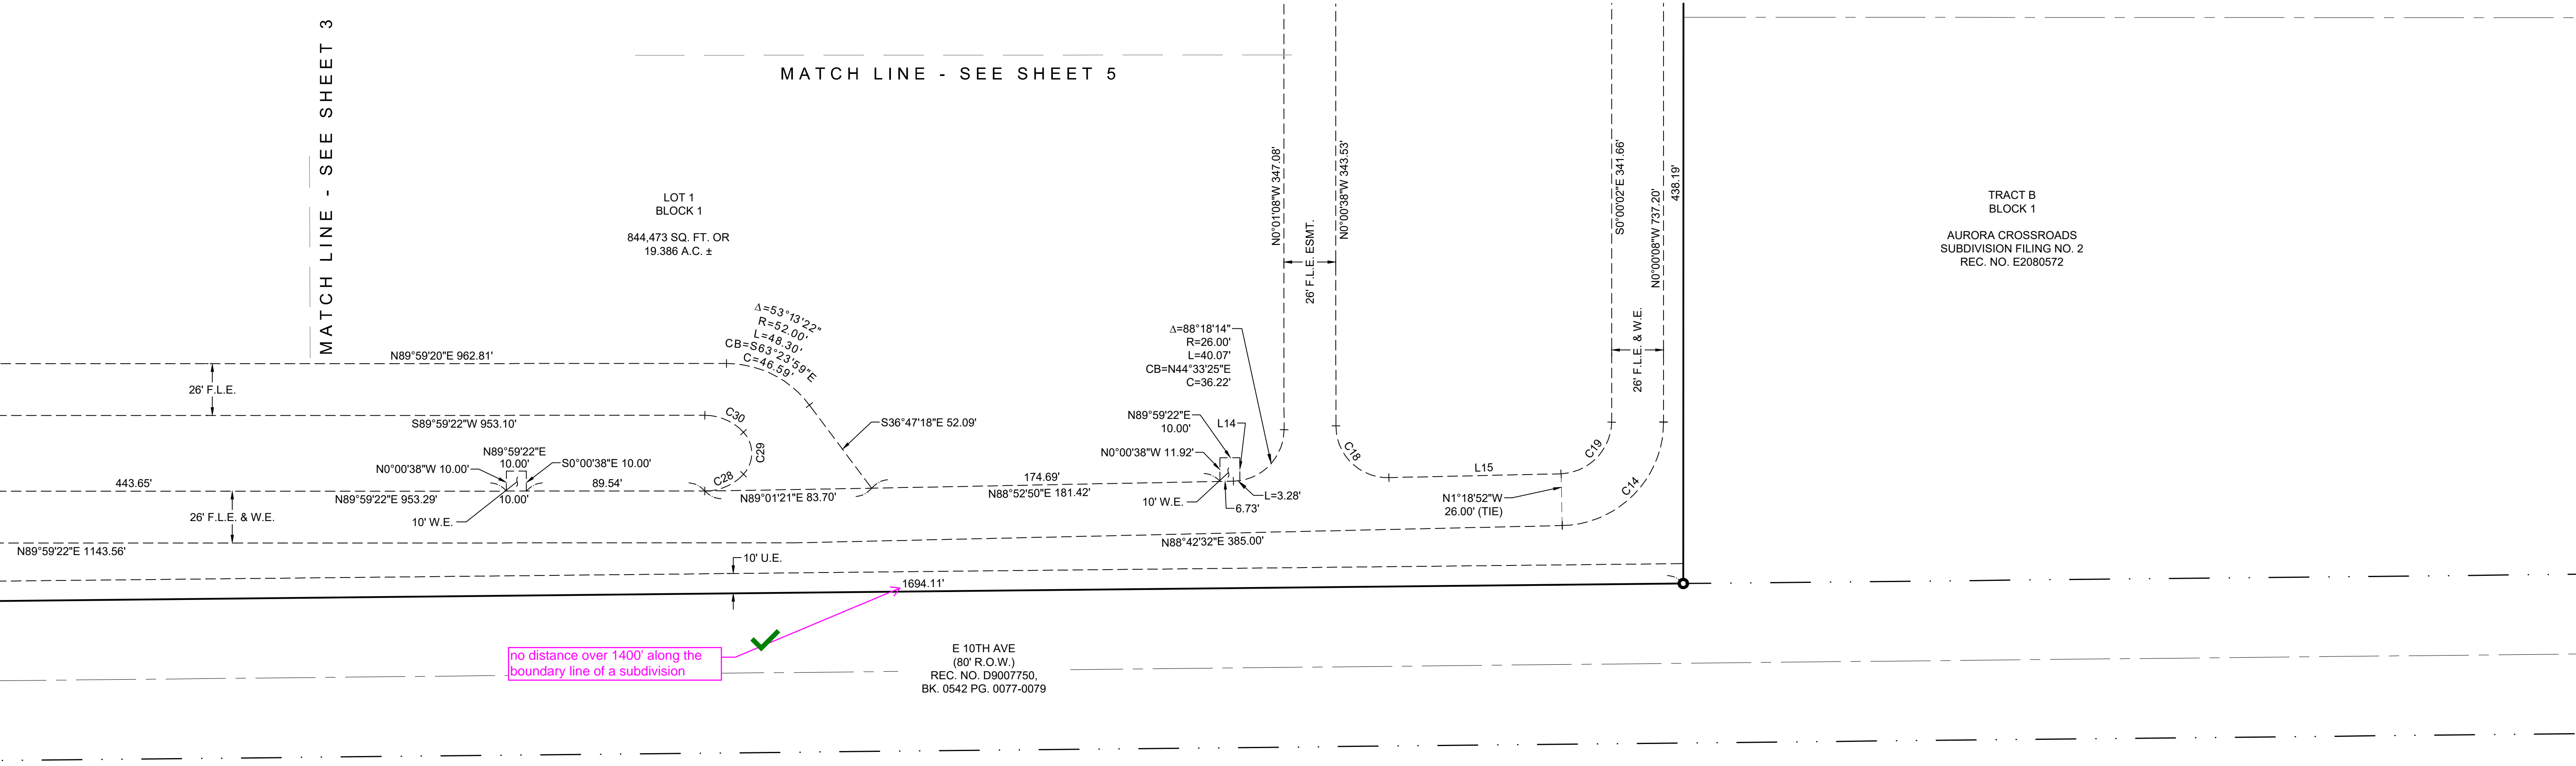 MATCH LINE - SEE SHEET 3
MATCH LINE - SEE SHEET 5
LOT 1
BLOCK 1
844,473 SQ. FT. OR
19.386 A.C. ±
TRACT B
BLOCK 1
AURORA CROSSROADS
SUBDIVISION FILING NO. 2
REC. NO. E2080572
N0°01'08"W 347.08'
26' F.L.E. ESMT.
N0°00'38"W 343.53'
S0°00'02"E 341.66'
26' F.L.E. & W.E.
N0°00'08"W 737.20'
438.19'
Δ=53°13'22"
R=52.00'
L=48.30'
CB=S63°23'59"E
C=46.59'
Δ=88°18'14"
R=26.00'
L=40.07'
CB=N44°33'25"E
C=36.22'
N89°59'20"E 962.81'
26' F.L.E.
S89°59'22"W 953.10'
C30
C29
C28
S36°47'18"E 52.09'
N89°59'22"E
10.00'
L14
N0°00'38"W 11.92'
C18
C19
C14
L15
N89°59'22"E
10.00'
N0°00'38"W 10.00'
S0°00'38"E 10.00'
443.65'
89.54'
174.69'
N89°59'22"E 953.29'
10.00'
N89°01'21"E 83.70'
N88°52'50"E 181.42'
10' W.E.
L=3.28'
6.73'
N1°18'52"W
26.00' (TIE)
26' F.L.E. & W.E.
10' W.E.
N89°59'22"E 1143.56'
N88°42'32"E 385.00'
10' U.E.
1694.11'
no distance over 1400' along the
boundary line of a subdivision
E 10TH AVE
(80' R.O.W.)
REC. NO. D9007750,
BK. 0542 PG. 0077-0079